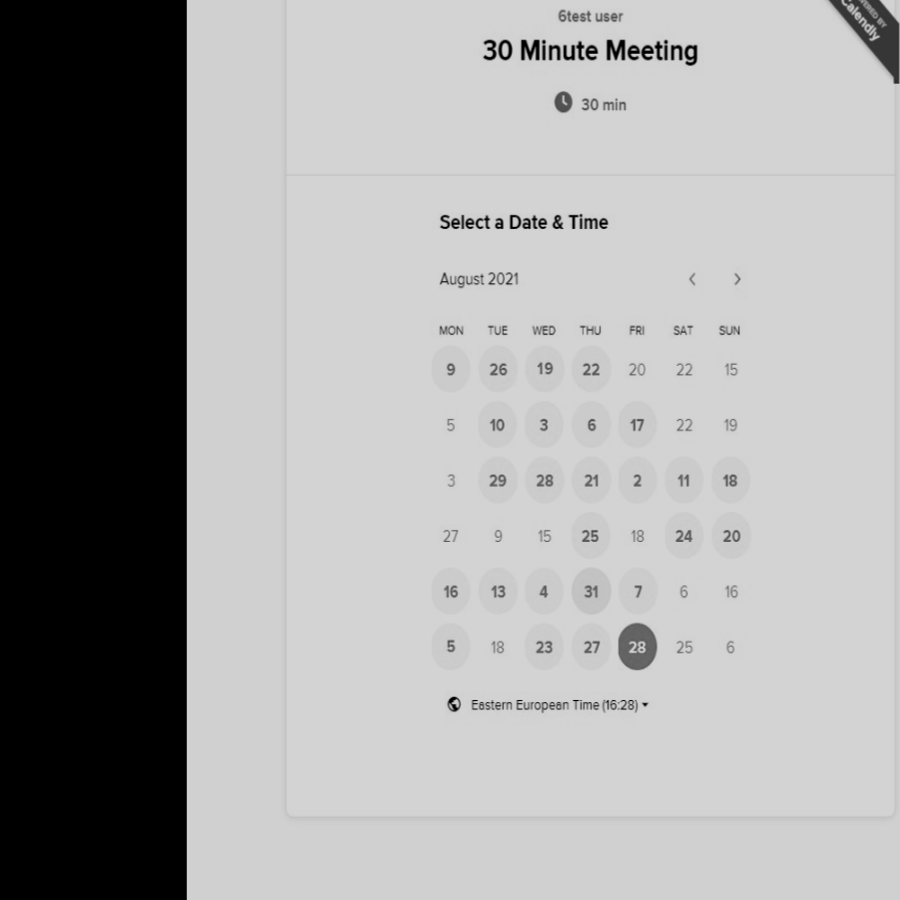 6test user
30 Minute Meeting
30 min
Calendly
Select a Date & Time
August 2021
MON TUE WED THU FRI SAT SUN
9 26 19 22 20 22 15
5 10 3 6 17 22 19
3 29 28 21 2 11 18
27 9 15 25 18 24 20
16 13 4 31 7 6 16
5 18 23 27 28 25 6
Eastern European Time (16:28)